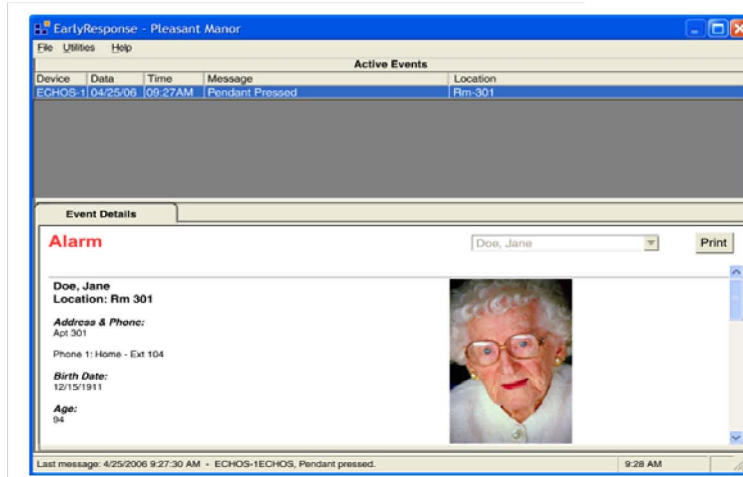 EarlyResponse - Pleasant Manor
File Utilities Help
Active Events
Device Data Time Message Location
ECHOS-1 04/25/06 09:27AM Pendant Pressed Rm-301
Event Details
Alarm Doe, Jane Print
Doe, Jane
Location: Rm 301
Address & Phone:
Apt 301
Phone 1: Home - Ext 104
Birth Date:
12/15/1911
Age:
94
Last message: 4/25/2006 9:27:30 AM - ECHOS-1ECHOS, Pendant pressed. 9:28 AM